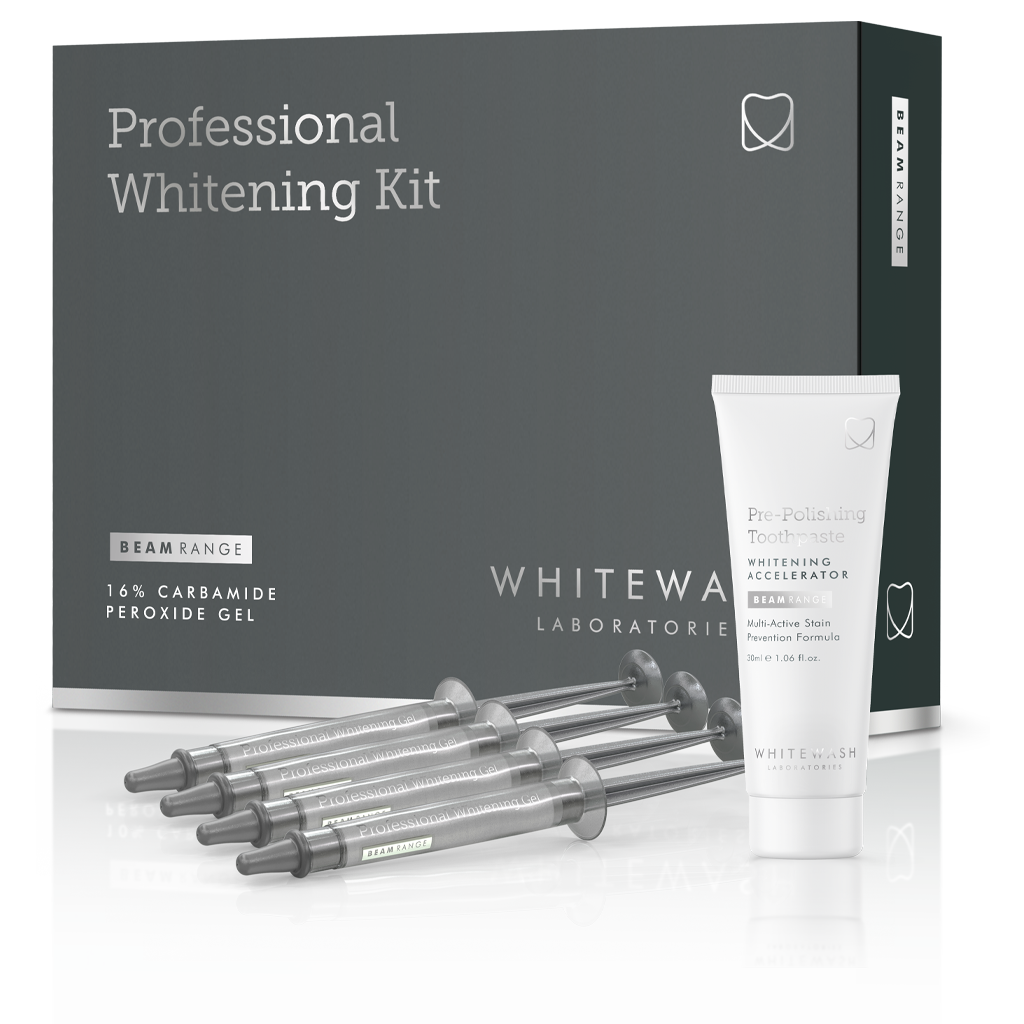 Professional
Whitening Kit
BEAM RANGE
BEAM RANGE
16% CARBAMIDE
PEROXIDE GEL
WHITEWA
LABORATORIE
Pre-Polishing
Toothpaste
WHITENING
ACCELERATOR
BEAM RANGE
Multi-Active Stain
Prevention Formula
30ml e 1.06 fl.oz.
WHITEWASH
LABORATORIES
Professional Whitening Gel
Professional Whitening Gel
Professional Whitening Gel
Professional Whitening Gel
BEAM RANGE